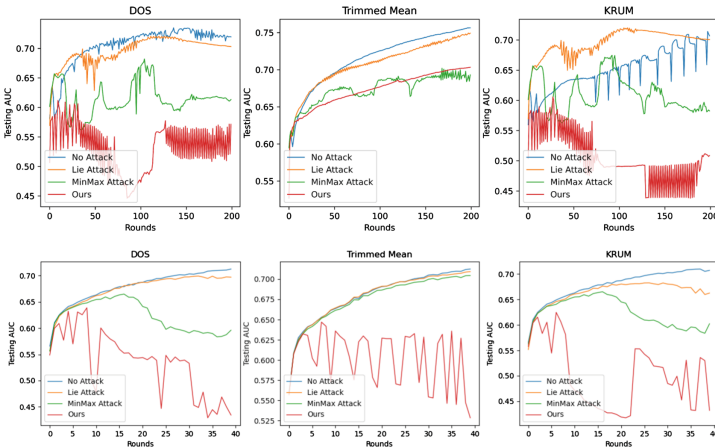 DOS
Testing AUC
0.70
0.65
0.60
0.55
0.50
0.45
No Attack
Lie Attack
MinMax Attack
Ours
0 50 100 150 200
Rounds
Trimmed Mean
Testing AUC
0.75
0.70
0.65
0.60
0.55
No Attack
Lie Attack
MinMax Attack
Ours
0 50 100 150 200
Rounds
KRUM
Testing AUC
0.70
0.65
0.60
0.55
0.50
0.45
No Attack
Lie Attack
MinMax Attack
Ours
0 50 100 150 200
Rounds
DOS
Testing AUC
0.70
0.65
0.60
0.55
0.50
0.45
No Attack
Lie Attack
MinMax Attack
Ours
0 5 10 15 20 25 30 35 40
Rounds
Trimmed Mean
Testing AUC
0.700
0.675
0.650
0.625
0.600
0.575
0.550
0.525
No Attack
Lie Attack
MinMax Attack
Ours
0 5 10 15 20 25 30 35 40
Rounds
KRUM
Testing AUC
0.70
0.65
0.60
0.55
0.50
0.45
No Attack
Lie Attack
MinMax Attack
Ours
0 5 10 15 20 25 30 35 40
Rounds